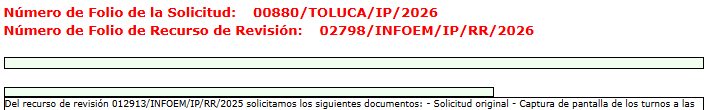 Número de Folio de la Solicitud: 00880/TOLUCA/IP/2026
Número de Folio de Recurso de Revisión: 02798/INFOEM/IP/RR/2026
Del recurso de revisión 012913/INFOEM/IP/RR/2025 solicitamos los siguientes documentos: - Solicitud original - Captura de pantalla de los turnos a las